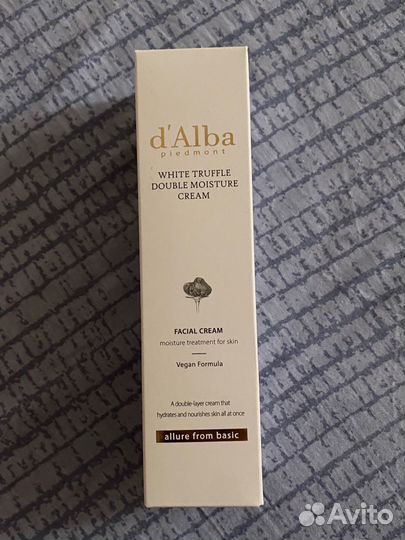 d'Alba
piedmont
WHITE TRUFFLE
DOUBLE MOISTURE
CREAM
FACIAL CREAM
moisture treatment for skin
Vegan Formula
A double-layer cream that
hydrates and nourishes skin all at once
allure from basic
Avito